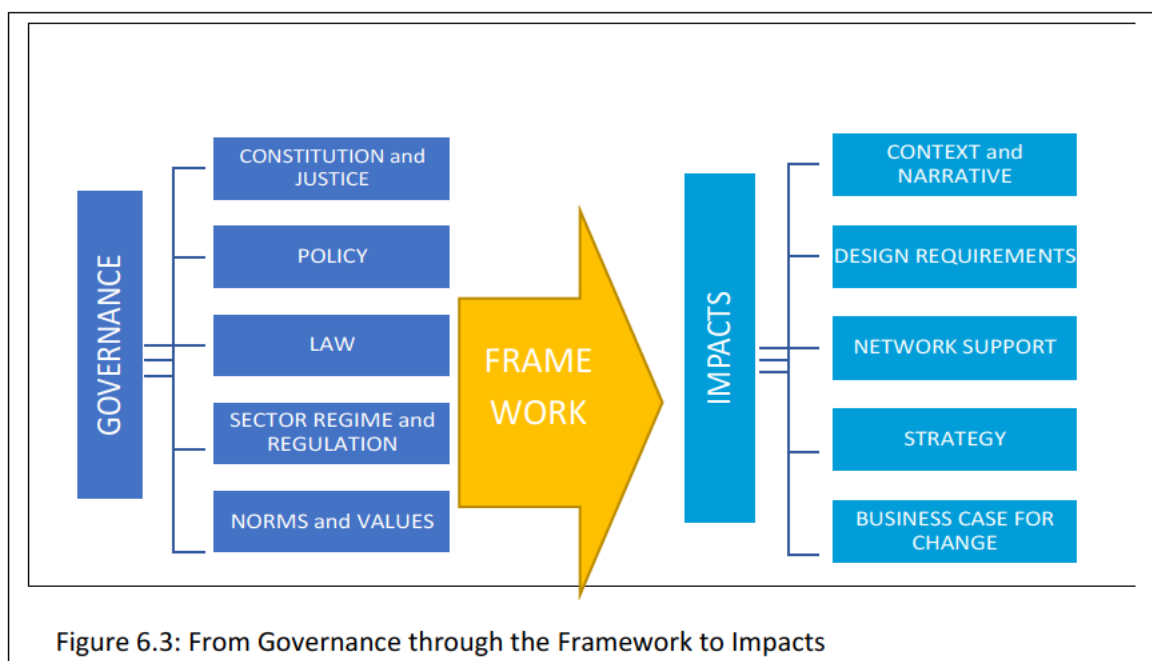 GOVERNANCE
CONSTITUTION and
JUSTICE
POLICY
LAW
SECTOR REGIME and
REGULATION
NORMS and VALUES
FRAME
WORK
IMPACTS
CONTEXT and
NARRATIVE
DESIGN REQUIREMENTS
NETWORK SUPPORT
STRATEGY
BUSINESS CASE FOR
CHANGE
Figure 6.3: From Governance through the Framework to Impacts